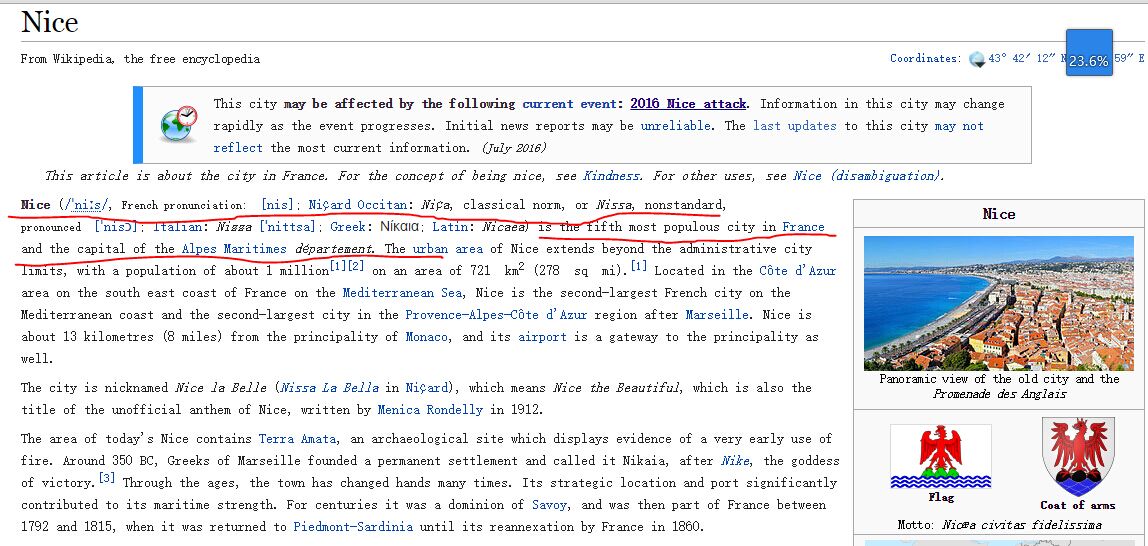 Nice
From Wikipedia, the free encyclopedia
Coordinates: 43° 42′ 12″ N 59″ E
23.6%
This city may be affected by the following current event: 2016 Nice attack. Information in this city may change
rapidly as the event progresses. Initial news reports may be unreliable. The last updates to this city may not
reflect the most current information. (July 2016)
This article is about the city in France. For the concept of being nice, see Kindness. For other uses, see Nice (disambiguation).
Nice (/ˈniːs/, French pronunciation: [nis]; Niçard Occitan: Niça, classical norm, or Nissa, nonstandard,
pronounced [ˈnisɔ]; Italian: Nizza [ˈnittsa]; Greek: Νίκαια; Latin: Nicaea) is the fifth most populous city in France
and the capital of the Alpes Maritimes département. The urban area of Nice extends beyond the administrative city
limits, with a population of about 1 million[1][2] on an area of 721 km2 (278 sq mi).[1] Located in the Côte d'Azur
area on the south east coast of France on the Mediterranean Sea, Nice is the second-largest French city on the
Mediterranean coast and the second-largest city in the Provence-Alpes-Côte d'Azur region after Marseille. Nice is
about 13 kilometres (8 miles) from the principality of Monaco, and its airport is a gateway to the principality as
well.
The city is nicknamed Nice la Belle (Nissa La Bella in Niçard), which means Nice the Beautiful, which is also the
title of the unofficial anthem of Nice, written by Menica Rondelly in 1912.
The area of today's Nice contains Terra Amata, an archaeological site which displays evidence of a very early use of
fire. Around 350 BC, Greeks of Marseille founded a permanent settlement and called it Nikaia, after Nike, the goddess
of victory.[3] Through the ages, the town has changed hands many times. Its strategic location and port significantly
contributed to its maritime strength. For centuries it was a dominion of Savoy, and was then part of France between
1792 and 1815, when it was returned to Piedmont-Sardinia until its reannexation by France in 1860.
Nice
Panoramic view of the old city and the
Promenade des Anglais
Flag
Coat of arms
Motto: Nicæa civitas fidelissima